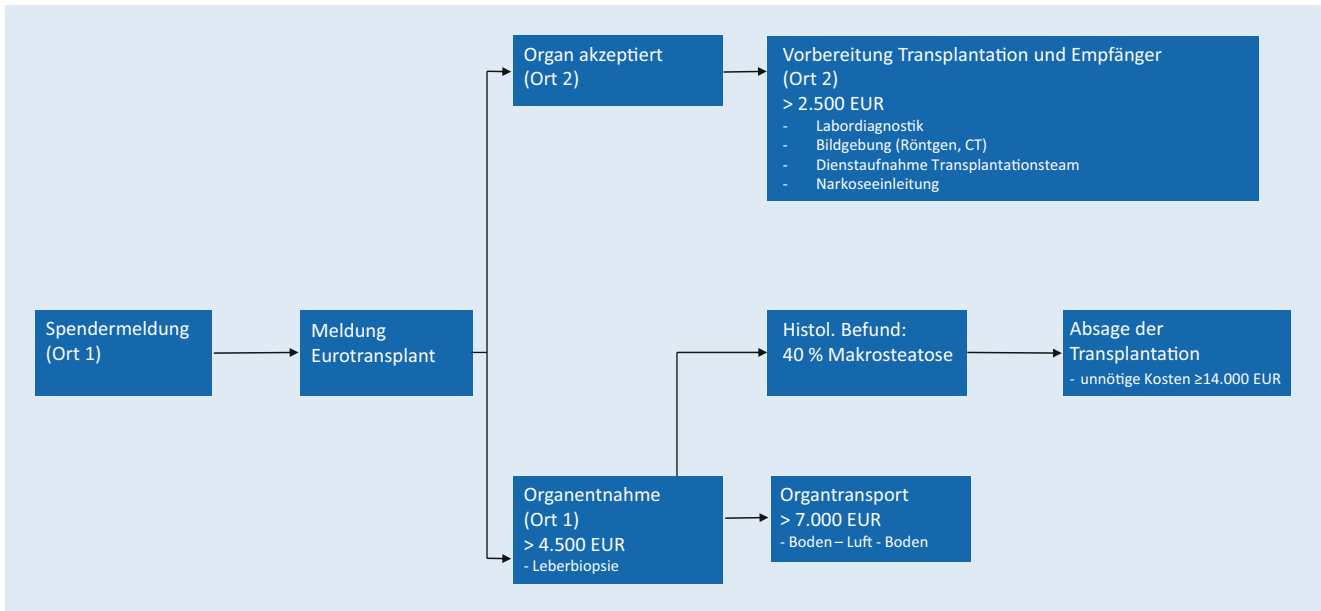 Organ akzeptiert
(Ort 2)
Vorbereitung Transplantation und Empfänger
(Ort 2)
> 2.500 EUR
- Labordiagnostik
- Bildgebung (Röntgen, CT)
- Dienstaufnahme Transplantationsteam
- Narkoseeinleitung
Spendermeldung
(Ort 1)
Meldung
Eurotransplant
Histol. Befund:
40 % Makrosteatose
Absage der
Transplantation
- unnötige Kosten ≥14.000 EUR
Organentnahme
(Ort 1)
> 4.500 EUR
- Leberbiopsie
Organtransport
> 7.000 EUR
- Boden – Luft - Boden